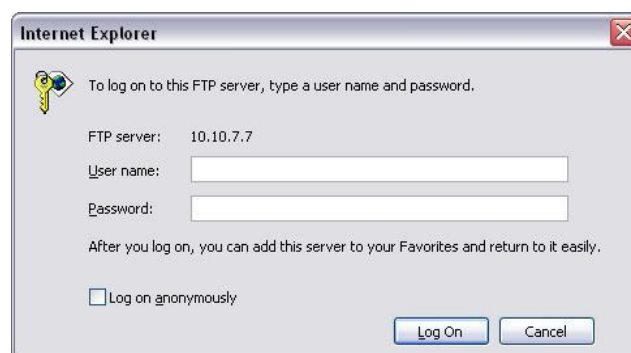 Internet Explorer
To log on to this FTP server, type a user name and password.
FTP server: 10.10.7.7
User name:
Password:
After you log on, you can add this server to your Favorites and return to it easily.
Log on anonymously
Log On Cancel